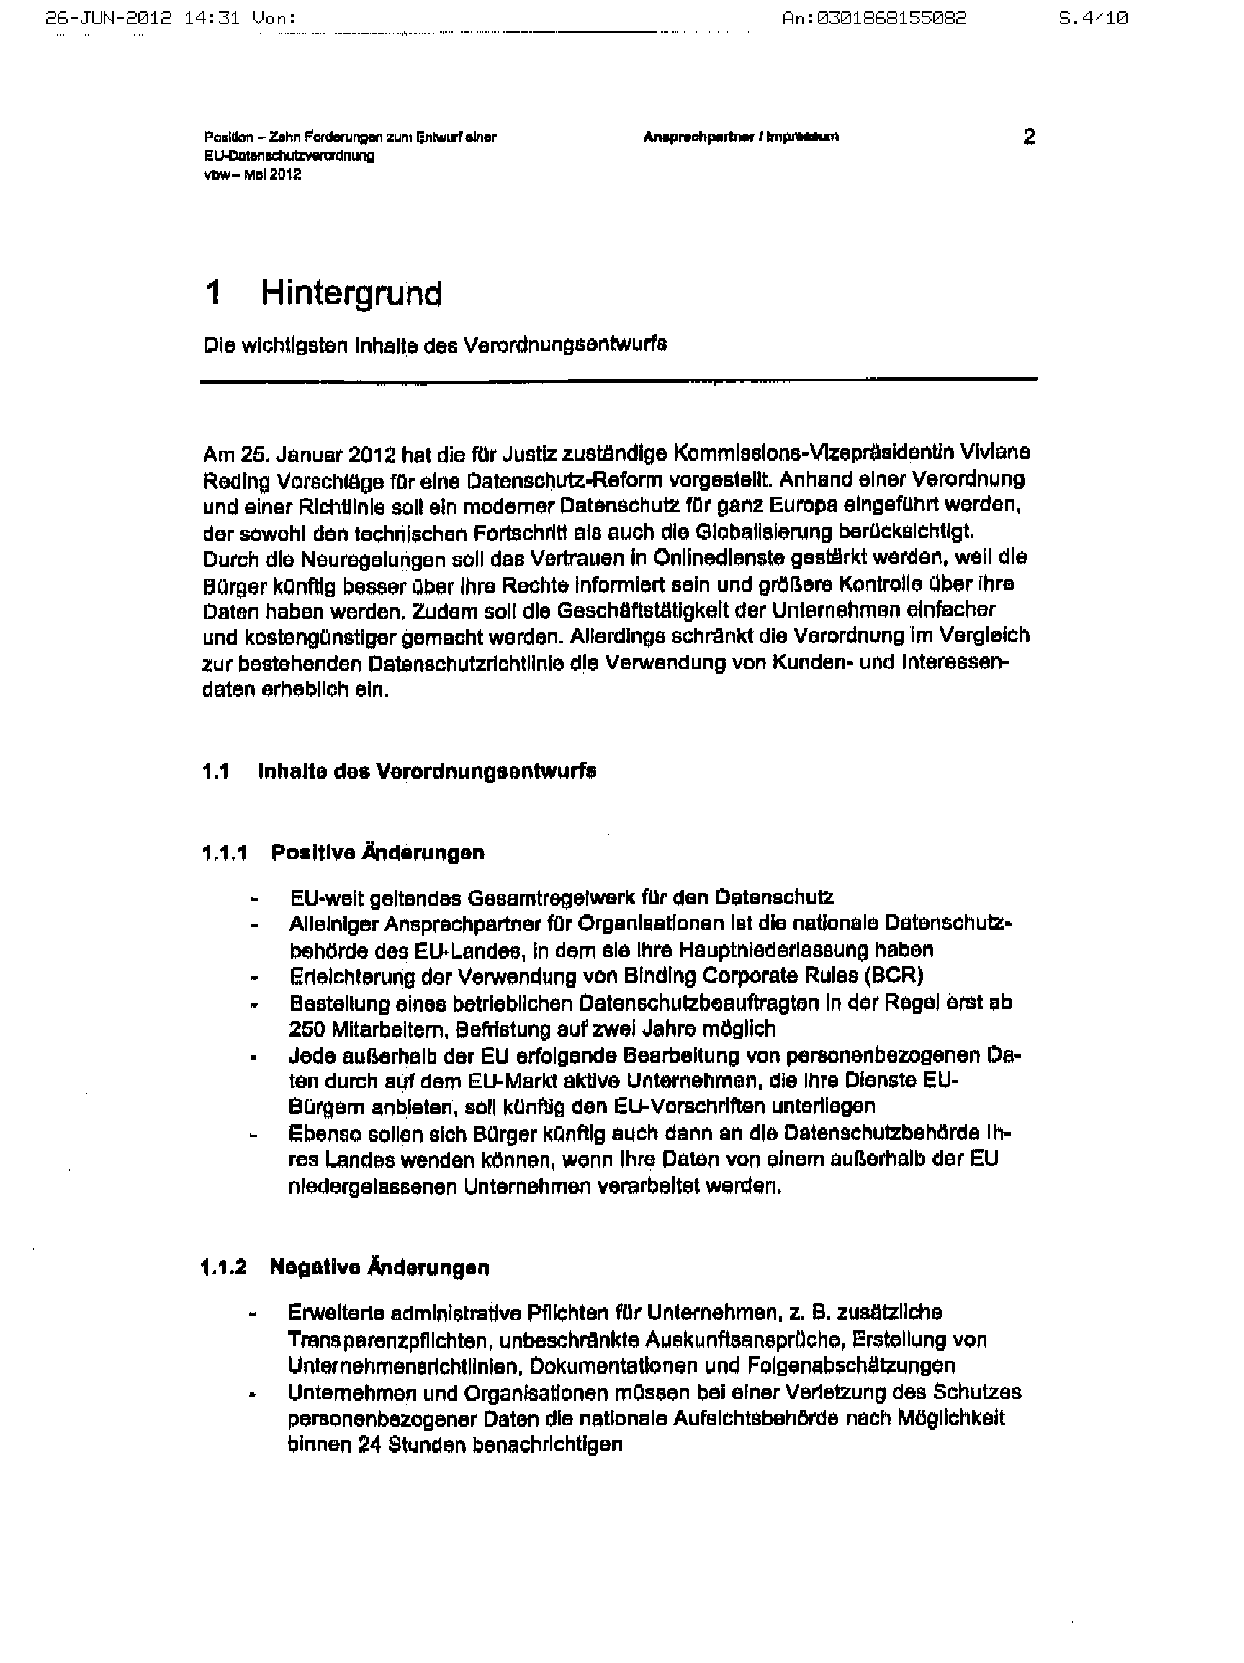 26-JUN-2012 14:31 Von: An:0301868155082 S.4/10
Position – Zehn Forderungen zum Entwurf einer Ansprechpartner / Impressum 2
EU-Datenschutzverordnung
vbw – Mai 2012
1 Hintergrund
Die wichtigsten Inhalte des Verordnungsentwurfs
Am 25. Januar 2012 hat die für Justiz zuständige Kommissions-Vizepräsidentin Viviane
Reding Vorschläge für eine Datenschutz-Reform vorgestellt. Anhand einer Verordnung
und einer Richtlinie soll ein moderner Datenschutz für ganz Europa eingeführt werden,
der sowohl den technischen Fortschritt als auch die Globalisierung berücksichtigt.
Durch die Neuregelungen soll das Vertrauen in Onlinedienste gestärkt werden, weil die
Bürger künftig besser über ihre Rechte informiert sein und größere Kontrolle über ihre
Daten haben werden. Zudem soll die Geschäftstätigkeit der Unternehmen einfacher
und kostengünstiger gemacht werden. Allerdings schränkt die Verordnung im Vergleich
zur bestehenden Datenschutzrichtlinie die Verwendung von Kunden- und Interessen-
daten erheblich ein.
1.1 Inhalte des Verordnungsentwurfs
1.1.1 Positive Änderungen
- EU-weit geltendes Gesamtregelwerk für den Datenschutz
- Alleiniger Ansprechpartner für Organisationen ist die nationale Datenschutz-
behörde des EU-Landes, in dem sie ihre Hauptniederlassung haben
- Erleichterung der Verwendung von Binding Corporate Rules (BCR)
- Bestellung eines betrieblichen Datenschutzbeauftragten in der Regel erst ab
250 Mitarbeitern, Befristung auf zwei Jahre möglich
- Jede außerhalb der EU erfolgende Bearbeitung von personenbezogenen Da-
ten durch auf dem EU-Markt aktive Unternehmen, die ihre Dienste EU-
Bürgern anbieten, soll künftig den EU-Vorschriften unterliegen
- Ebenso sollen sich Bürger künftig auch dann an die Datenschutzbehörde ih-
res Landes wenden können, wenn ihre Daten von einem außerhalb der EU
niedergelassenen Unternehmen verarbeitet werden.
1.1.2 Negative Änderungen
- Erweiterte administrative Pflichten für Unternehmen, z. B. zusätzliche
Transparenzpflichten, unbeschränkte Auskunftsansprüche, Erstellung von
Unternehmensrichtlinien, Dokumentationen und Folgenabschätzungen
- Unternehmen und Organisationen müssen bei einer Verletzung des Schutzes
personenbezogener Daten die nationale Aufsichtsbehörde nach Möglichkeit
binnen 24 Stunden benachrichtigen